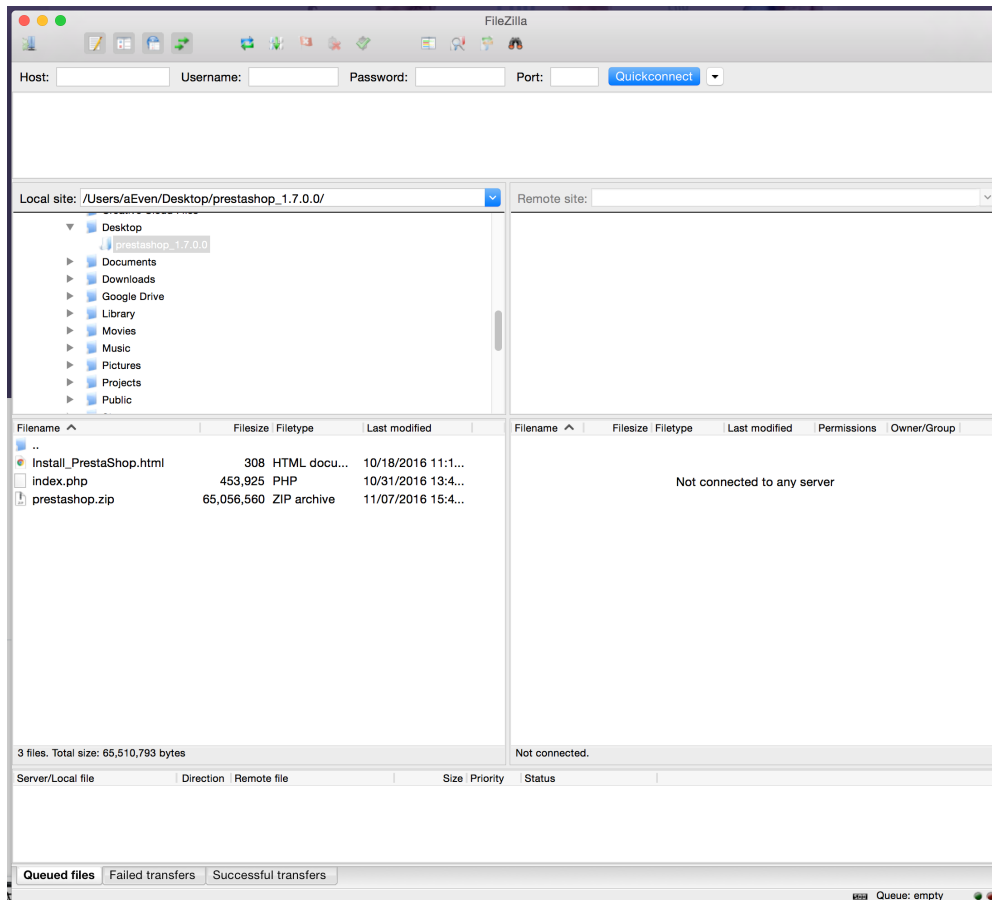 FileZilla
Host: Username: Password: Port: Quickconnect
Local site: /Users/aEven/Desktop/prestashop_1.7.0.0/
Remote site:
Creative Cloud Files
Desktop
prestashop_1.7.0.0
Documents
Downloads
Google Drive
Library
Movies
Music
Pictures
Projects
Public
Filename Filesize Filetype Last modified
..
Install_PrestaShop.html 308 HTML docu... 10/18/2016 11:1...
index.php 453,925 PHP 10/31/2016 13:4...
prestashop.zip 65,056,560 ZIP archive 11/07/2016 15:4...
3 files. Total size: 65,510,793 bytes
Filename Filesize Filetype Last modified Permissions Owner/Group
Not connected to any server
Not connected.
Server/Local file Direction Remote file Size Priority Status
Queued files Failed transfers Successful transfers
Queue: empty